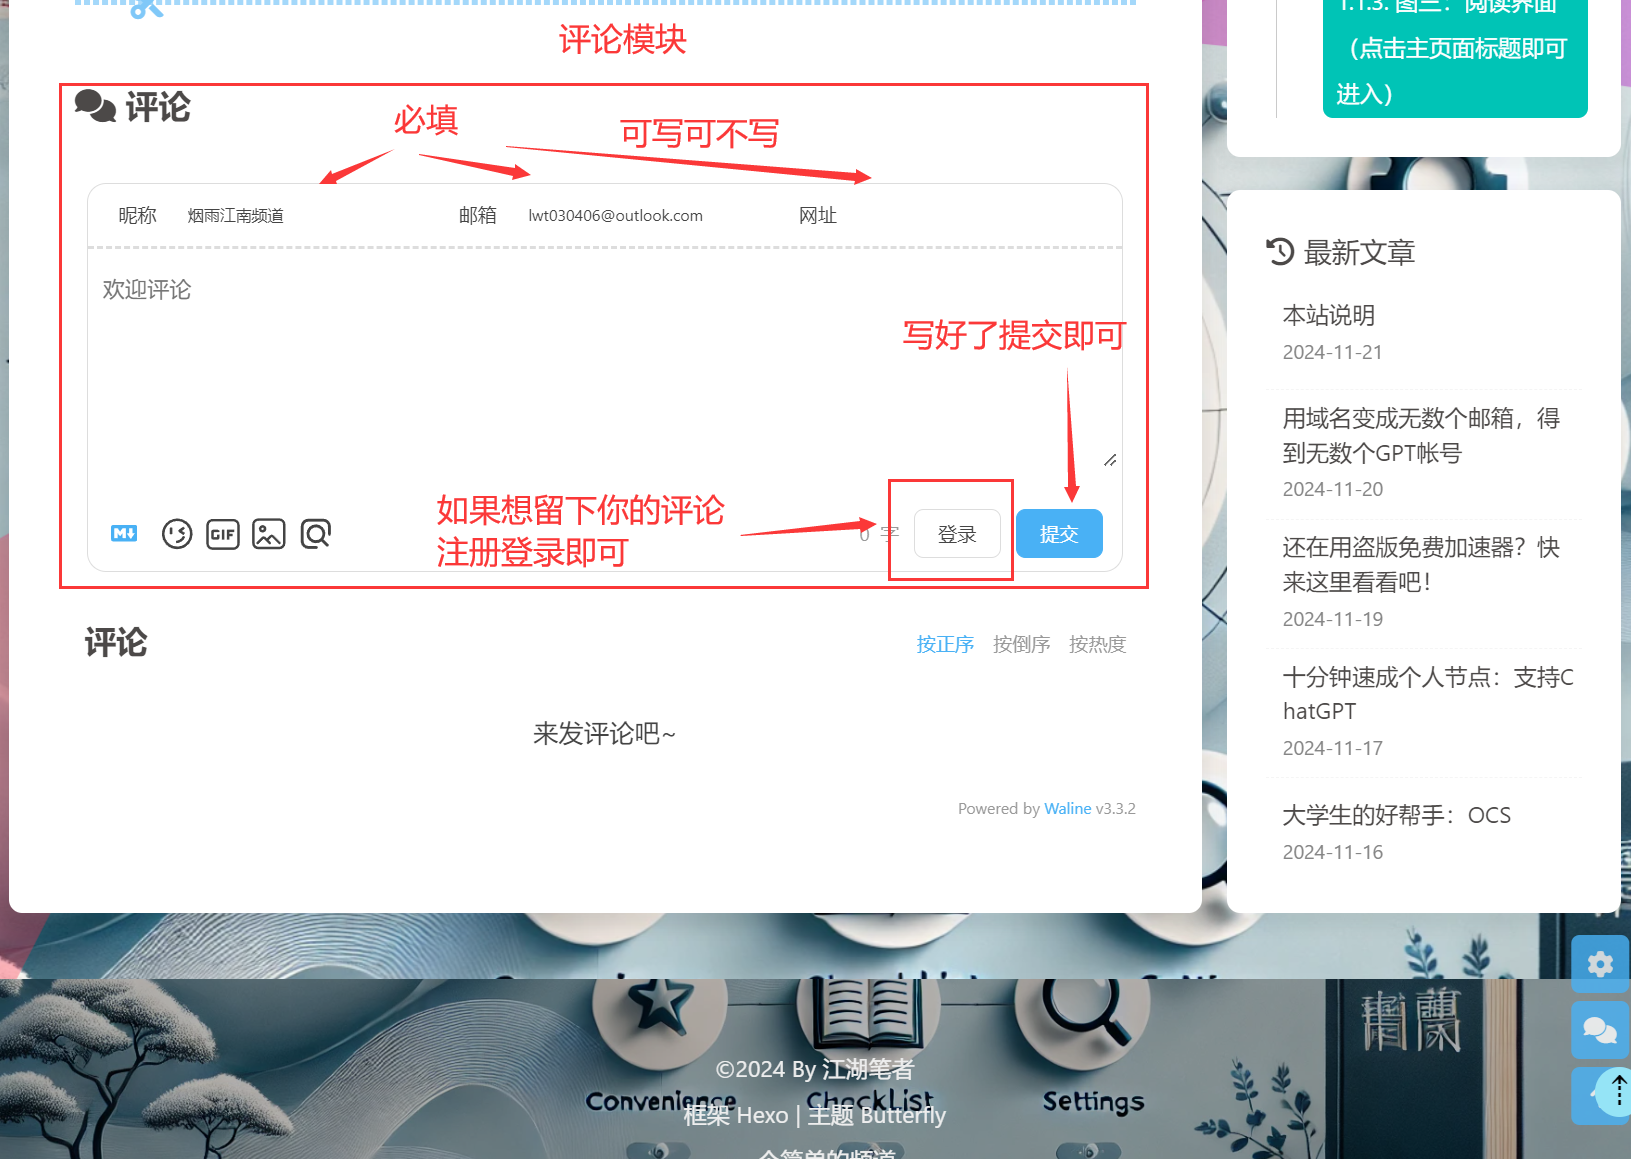 评论模块
评论
必填
可写可不写
昵称 烟雨江南频道 邮箱 lwt030406@outlook.com 网址
欢迎评论
写好了提交即可
如果想留下你的评论
注册登录即可
M↓ GIF 0 字 登录 提交
评论 按正序 按倒序 按热度
来发评论吧~
Powered by Waline v3.3.2
1.1.3. 图三：阅读界面
（点击主页面标题即可
进入）
最新文章
本站说明
2024-11-21
用域名变成无数个邮箱，得
到无数个GPT帐号
2024-11-20
还在用盗版免费加速器？快
来这里看看吧！
2024-11-19
十分钟速成个人节点：支持C
hatGPT
2024-11-17
大学生的好帮手：OCS
2024-11-16
©2024 By 江湖笔者
Convenience ChackList Settings
框架 Hexo | 主题 Butterfly
一个简单的频道